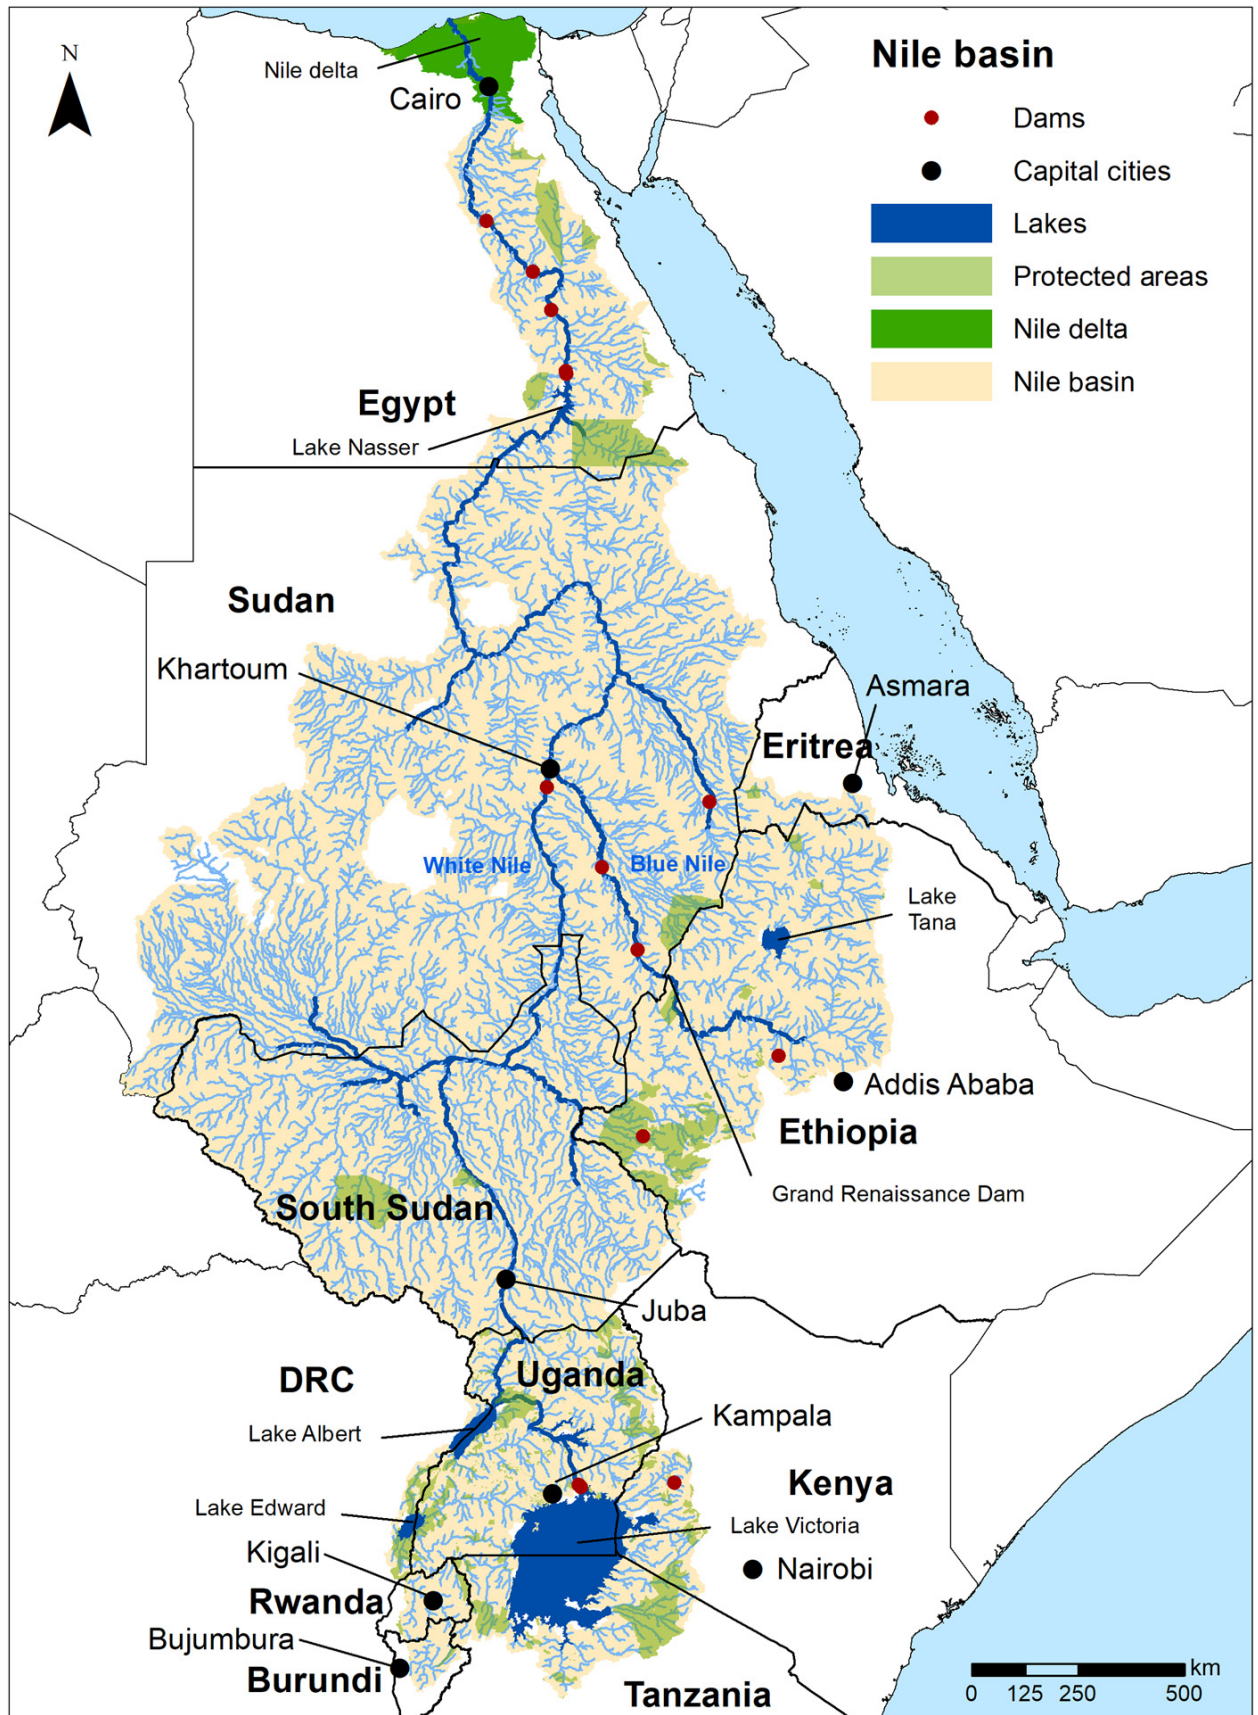 N
Nile delta
Cairo
Nile basin
Dams
Capital cities
Lakes
Protected areas
Nile delta
Nile basin
Egypt
Lake Nasser
Sudan
Khartoum
Asmara
Eritrea
White Nile
Blue Nile
Lake
Tana
Addis Ababa
Ethiopia
Grand Renaissance Dam
South Sudan
Juba
DRC
Uganda
Lake Albert
Kampala
Kenya
Lake Edward
Lake Victoria
Kigali
Nairobi
Rwanda
Bujumbura
Burundi
Tanzania
km
0 125 250 500